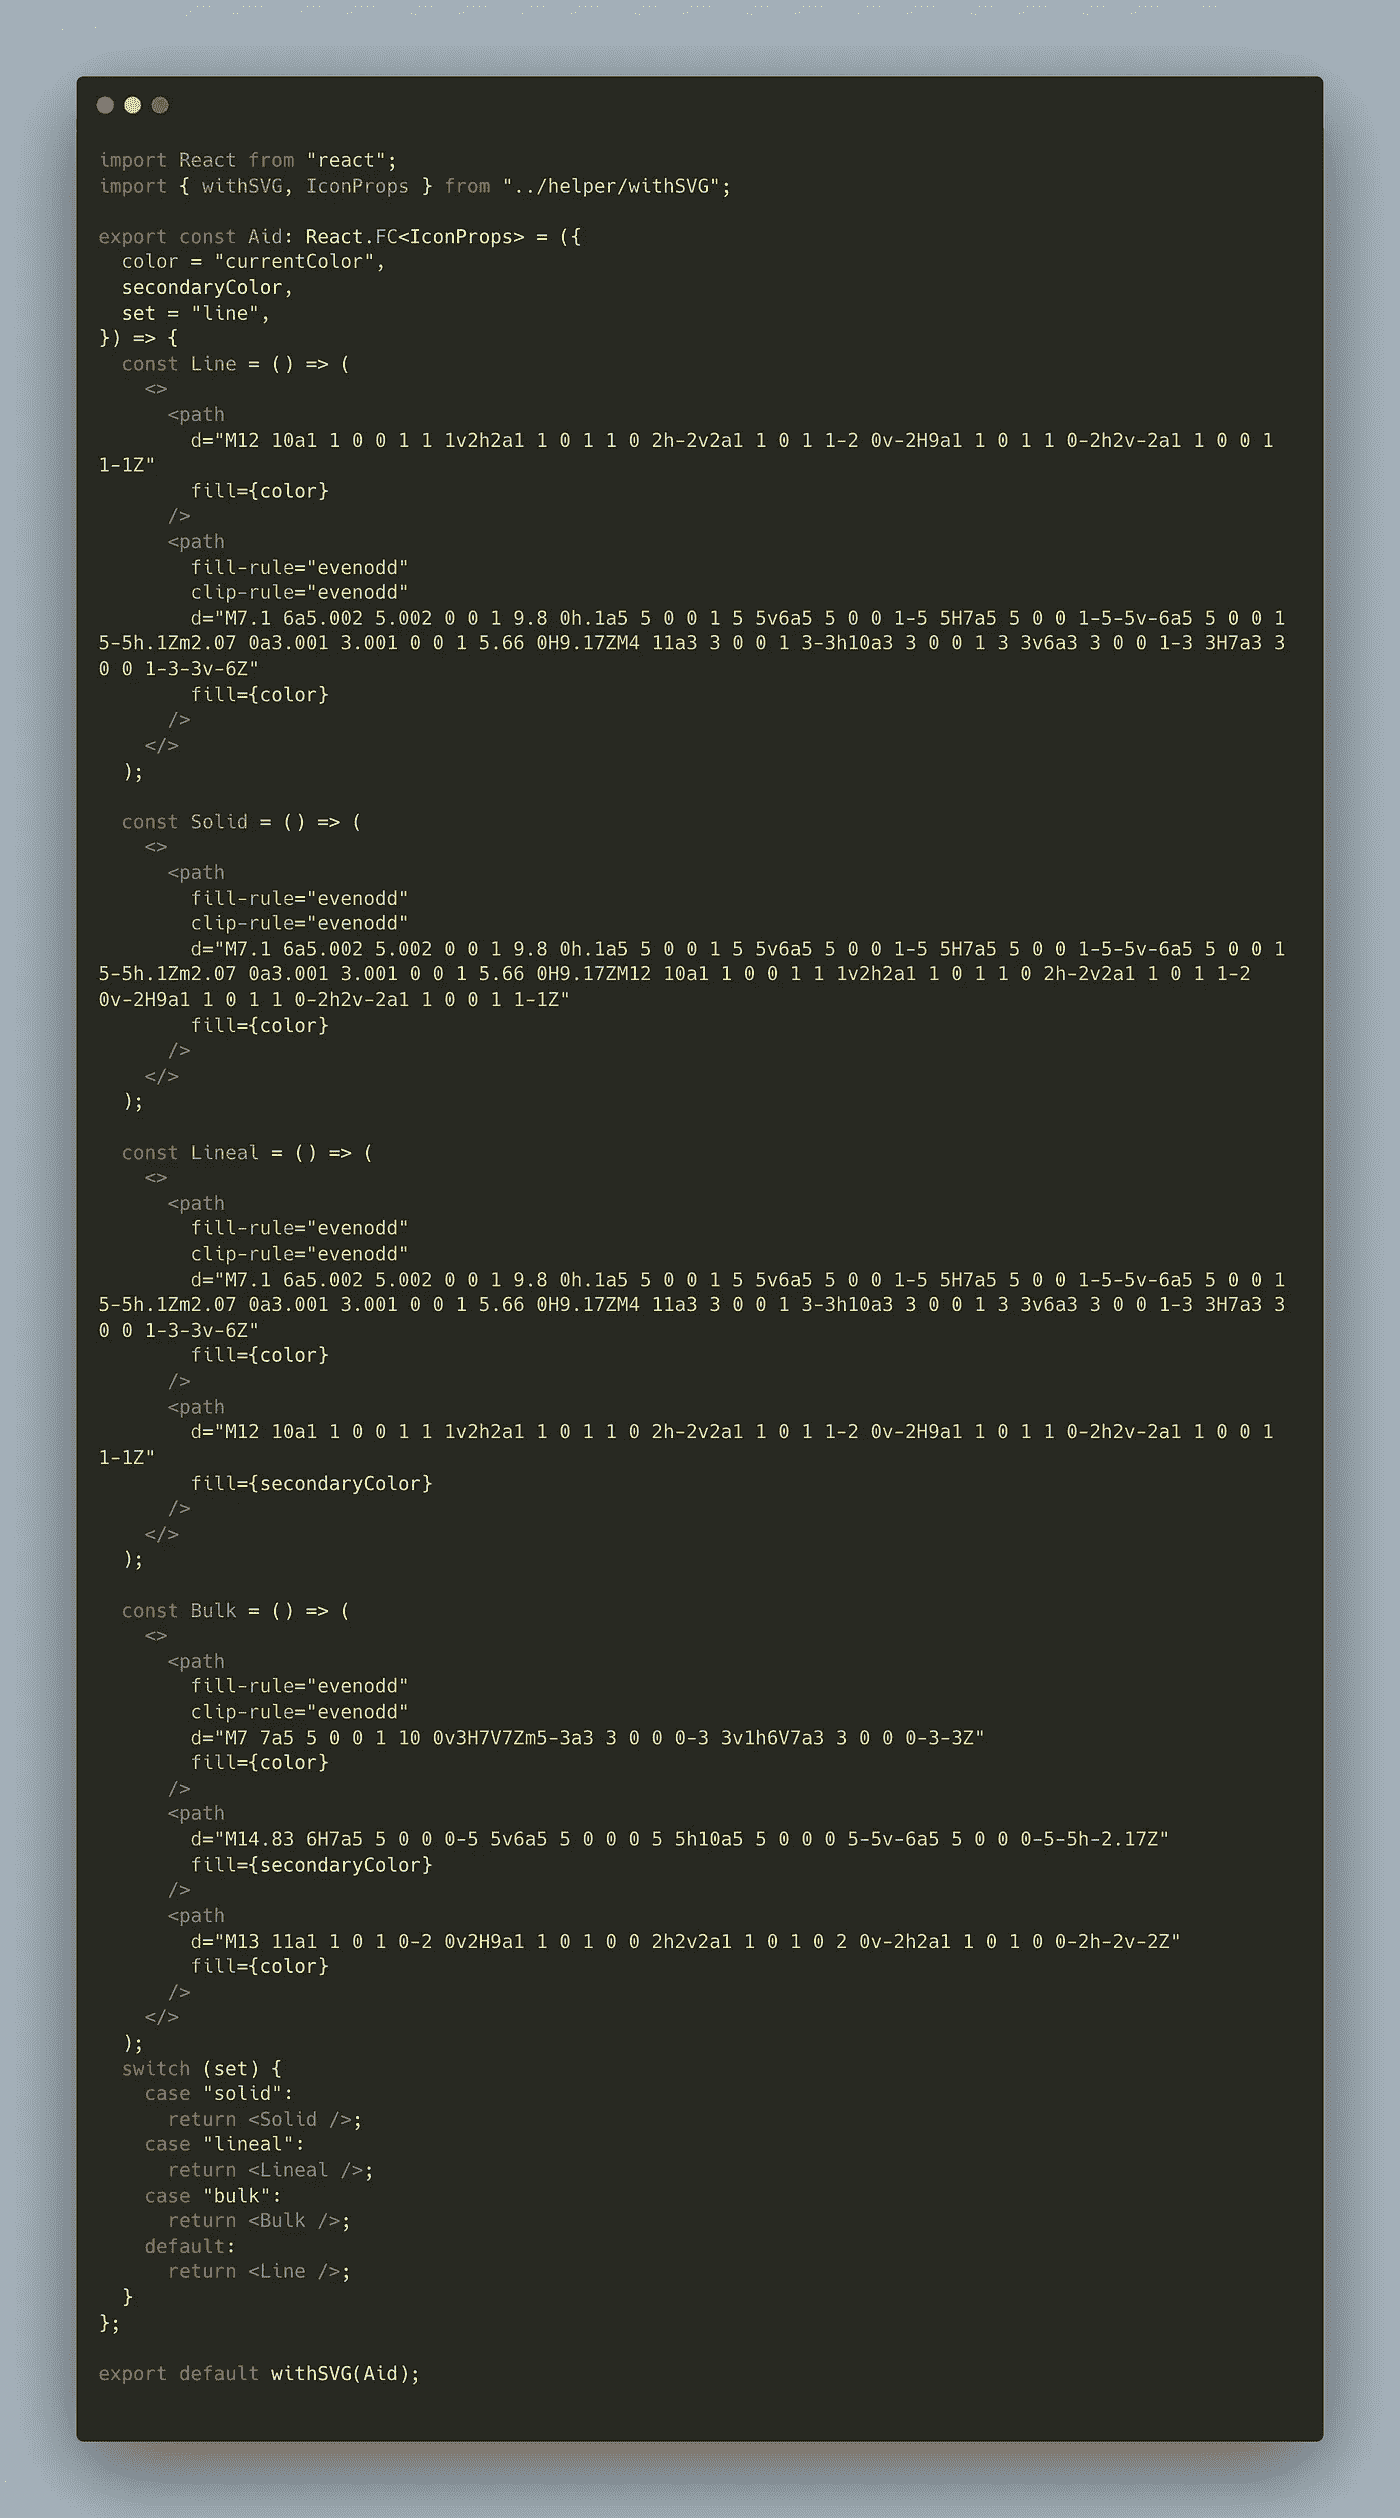 import React from "react";
import { withSVG, IconProps } from "../helper/withSVG";

export const Aid: React.FC<IconProps> = ({
  color = "currentColor",
  secondaryColor,
  set = "line",
}) => {
  const Line = () => (
    <>
      <path
        d="M12 10a1 1 0 0 1 1 1v2h2a1 1 0 1 1 0 2h-2v2a1 1 0 1 1-2 0v-2H9a1 1 0 1 1 0-2h2v-2a1 1 0 0 1
1-1Z"
        fill={color}
      />
      <path
        fill-rule="evenodd"
        clip-rule="evenodd"
        d="M7.1 6a5.002 5.002 0 0 1 9.8 0h.1a5 5 0 0 1 5 5v6a5 5 0 0 1-5 5H7a5 5 0 0 1-5-5v-6a5 5 0 0 1
5-5h.1Zm2.07 0a3.001 3.001 0 0 1 5.66 0H9.17ZM4 11a3 3 0 0 1 3-3h10a3 3 0 0 1 3 3v6a3 3 0 0 1-3 3H7a3 3
0 0 1-3-3v-6Z"
        fill={color}
      />
    </>
  );

  const Solid = () => (
    <>
      <path
        fill-rule="evenodd"
        clip-rule="evenodd"
        d="M7.1 6a5.002 5.002 0 0 1 9.8 0h.1a5 5 0 0 1 5 5v6a5 5 0 0 1-5 5H7a5 5 0 0 1-5-5v-6a5 5 0 0 1
5-5h.1Zm2.07 0a3.001 3.001 0 0 1 5.66 0H9.17ZM12 10a1 1 0 0 1 1 1v2h2a1 1 0 1 1 0 2h-2v2a1 1 0 1 1-2
0v-2H9a1 1 0 1 1 0-2h2v-2a1 1 0 0 1 1-1Z"
        fill={color}
      />
    </>
  );

  const Lineal = () => (
    <>
      <path
        fill-rule="evenodd"
        clip-rule="evenodd"
        d="M7.1 6a5.002 5.002 0 0 1 9.8 0h.1a5 5 0 0 1 5 5v6a5 5 0 0 1-5 5H7a5 5 0 0 1-5-5v-6a5 5 0 0 1
5-5h.1Zm2.07 0a3.001 3.001 0 0 1 5.66 0H9.17ZM4 11a3 3 0 0 1 3-3h10a3 3 0 0 1 3 3v6a3 3 0 0 1-3 3H7a3 3
0 0 1-3-3v-6Z"
        fill={color}
      />
      <path
        d="M12 10a1 1 0 0 1 1 1v2h2a1 1 0 1 1 0 2h-2v2a1 1 0 1 1-2 0v-2H9a1 1 0 1 1 0-2h2v-2a1 1 0 0 1
1-1Z"
        fill={secondaryColor}
      />
    </>
  );

  const Bulk = () => (
    <>
      <path
        fill-rule="evenodd"
        clip-rule="evenodd"
        d="M7 7a5 5 0 0 1 10 0v3H7V7Zm5-3a3 3 0 0 0-3 3v1h6V7a3 3 0 0 0-3-3Z"
        fill={color}
      />
      <path
        d="M14.83 6H7a5 5 0 0 0-5 5v6a5 5 0 0 0 5 5h10a5 5 0 0 0 5-5v-6a5 5 0 0 0-5-5h-2.17Z"
        fill={secondaryColor}
      />
      <path
        d="M13 11a1 1 0 1 0-2 0v2H9a1 1 0 1 0 0 2h2v2a1 1 0 1 0 2 0v-2h2a1 1 0 1 0 0-2h-2v-2Z"
        fill={color}
      />
    </>
  );
  switch (set) {
    case "solid":
      return <Solid />;
    case "lineal":
      return <Lineal />;
    case "bulk":
      return <Bulk />;
    default:
      return <Line />;
  }
};

export default withSVG(Aid);